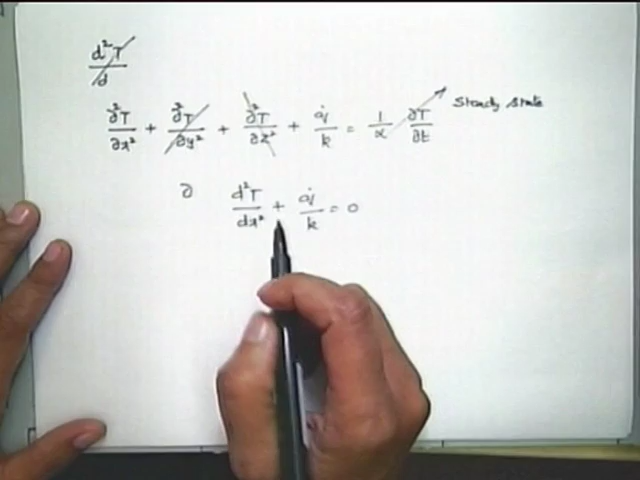 d²T/d
∂²T/∂x² + ∂²T/∂y² + ∂²T/∂z² + q̇/k = 1/α ∂T/∂t Steady state
∂ d²T/dx² + q̇/k = 0